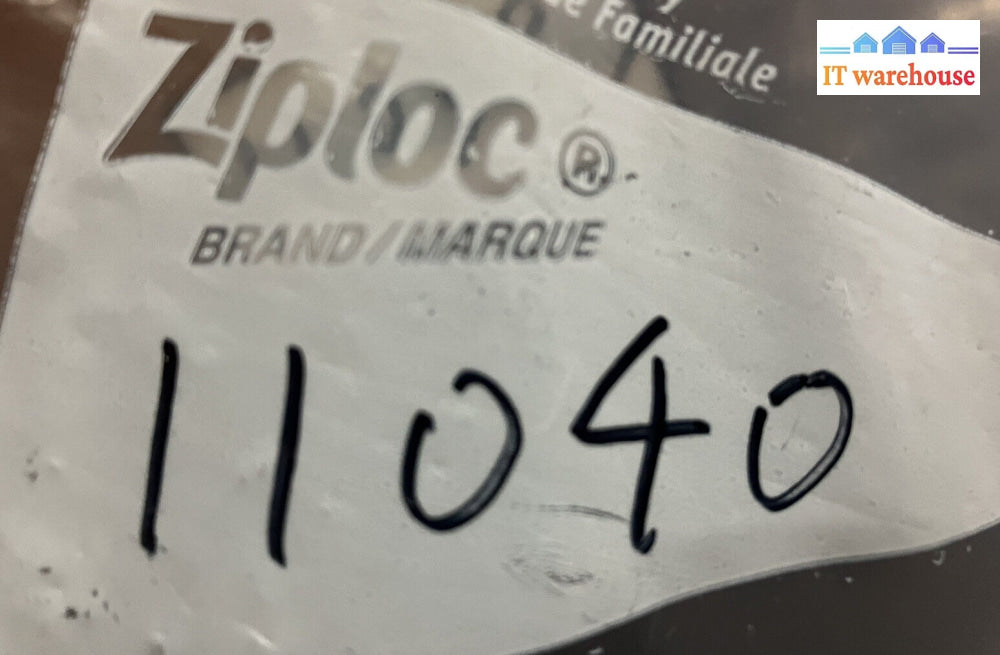 Familiale
IT warehouse
Ziploc®
BRAND/MARQUE
11040